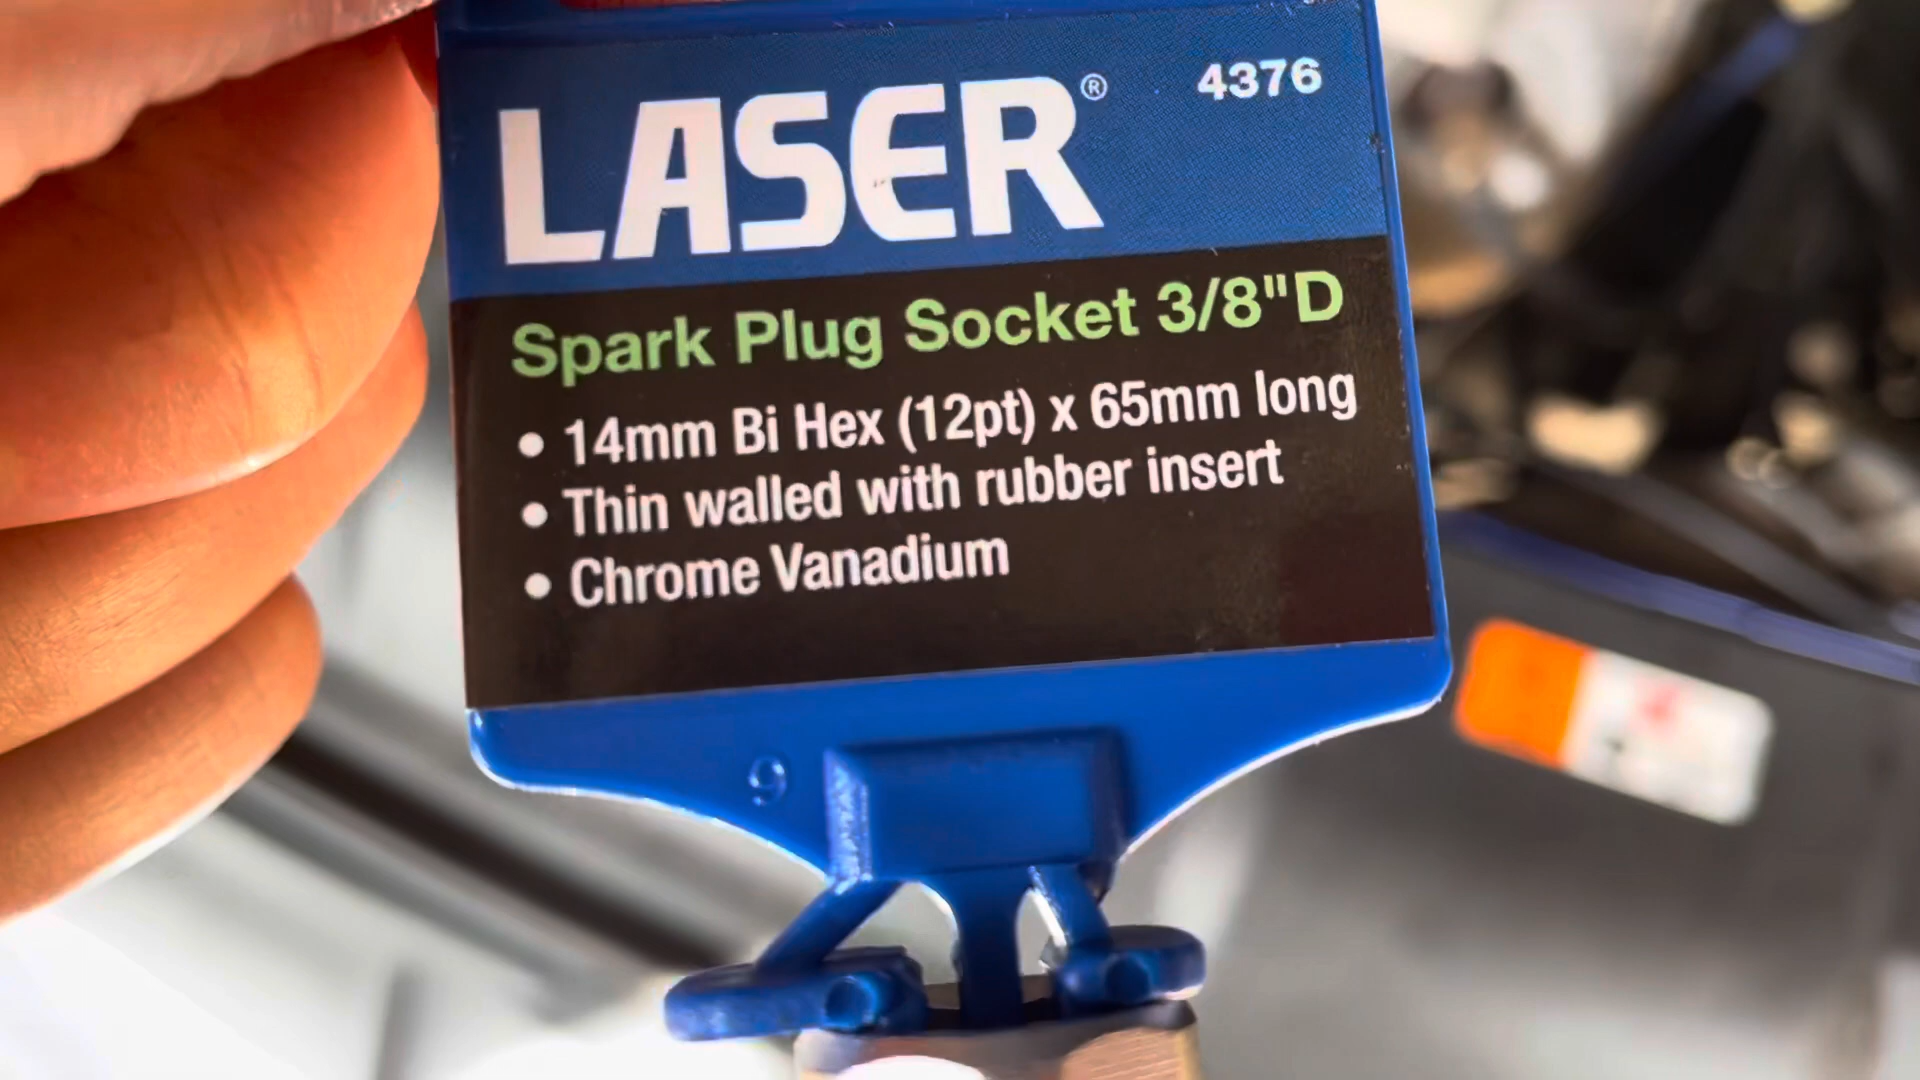 LASER® 4376
Spark Plug Socket 3/8"D
• 14mm Bi Hex (12pt) x 65mm long
• Thin walled with rubber insert
• Chrome Vanadium
9